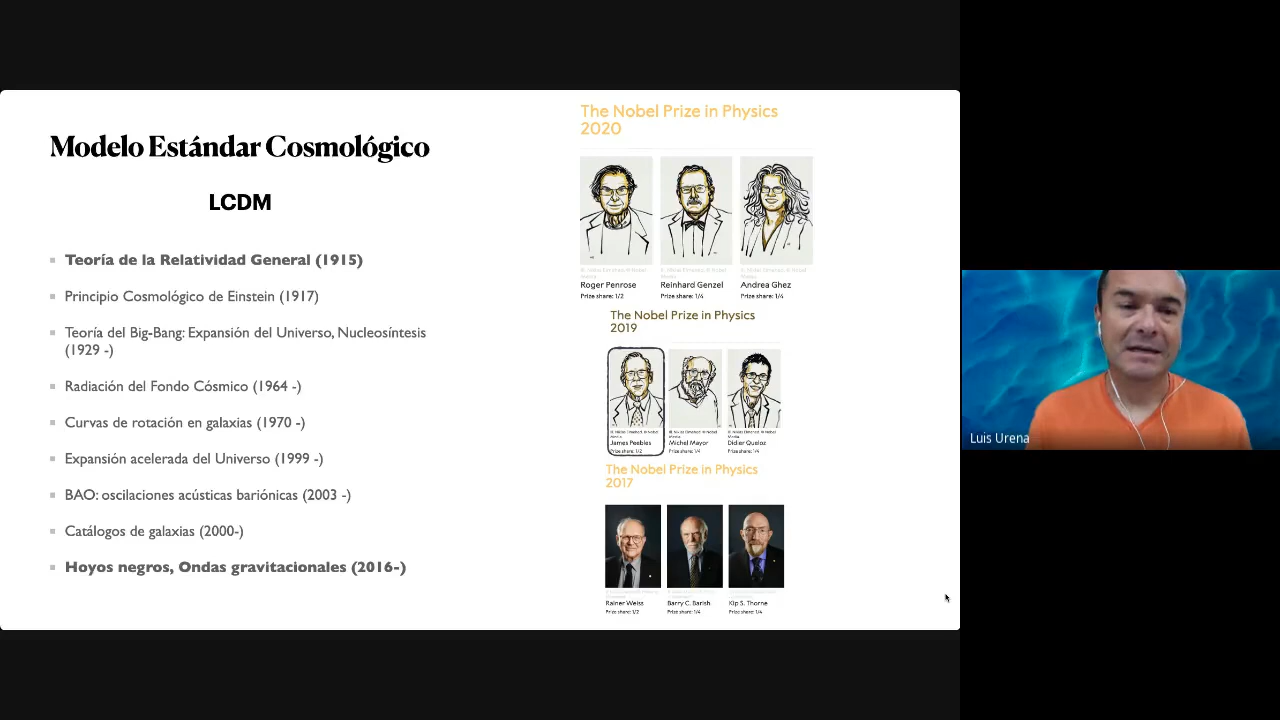 Modelo Estándar Cosmológico
LCDM
Teoría de la Relatividad General (1915)
Principio Cosmológico de Einstein (1917)
Teoría del Big-Bang: Expansión del Universo, Nucleosíntesis
(1929 -)
Radiación del Fondo Cósmico (1964 -)
Curvas de rotación en galaxias (1970 -)
Expansión acelerada del Universo (1999 -)
BAO: oscilaciones acústicas bariónicas (2003 -)
Catálogos de galaxias (2000-)
Hoyos negros, Ondas gravitacionales (2016-)
The Nobel Prize in Physics
2020
Roger Penrose
Prize share: 1/2
Reinhard Genzel
Prize share: 1/4
Andrea Ghez
Prize share: 1/4
The Nobel Prize in Physics
2019
James Peebles
Prize share: 1/2
Michel Mayor
Prize share: 1/4
Didier Queloz
Prize share: 1/4
The Nobel Prize in Physics
2017
Rainer Weiss
Prize share: 1/2
Barry C. Barish
Prize share: 1/4
Kip S. Thorne
Prize share: 1/4
Luis Urena